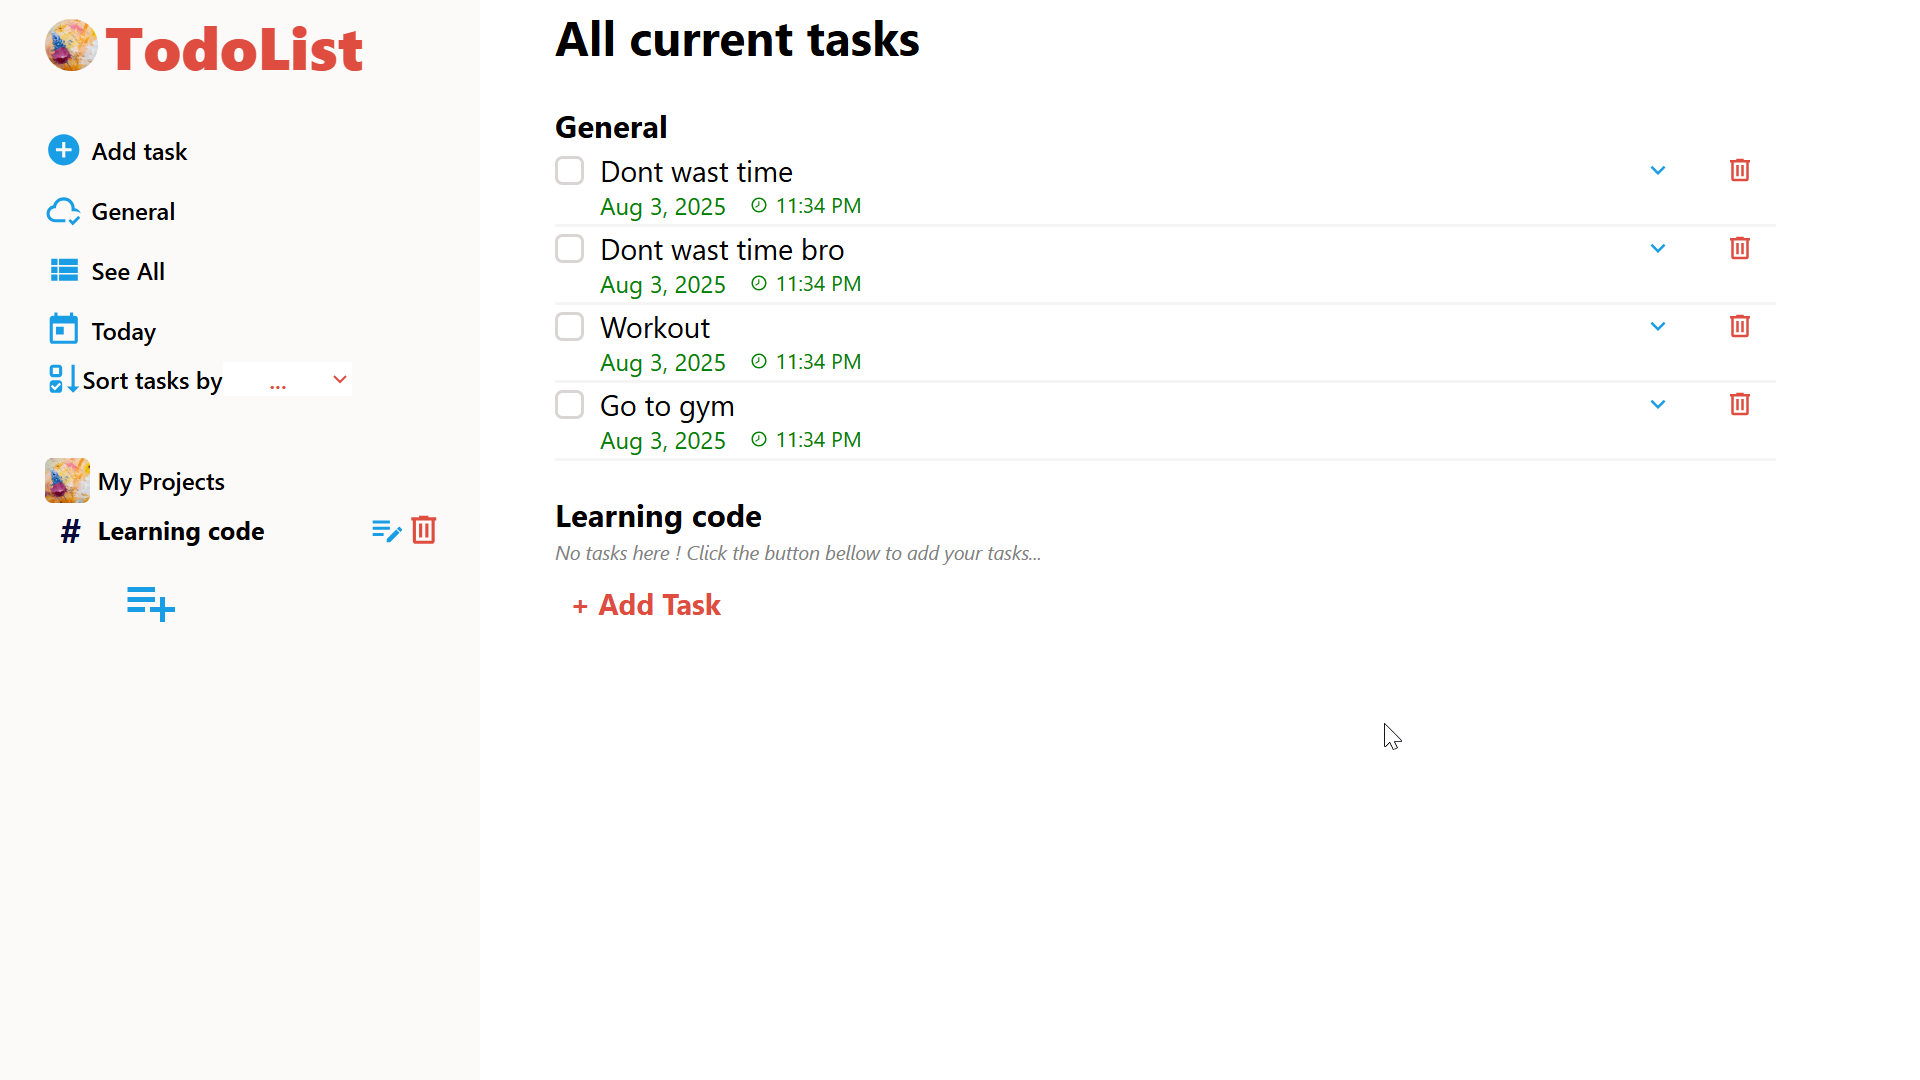 TodoList
Add task
General
See All
Today
Sort tasks by ...
My Projects
# Learning code
All current tasks
General
Dont wast time
Aug 3, 2025 11:34 PM
Dont wast time bro
Aug 3, 2025 11:34 PM
Workout
Aug 3, 2025 11:34 PM
Go to gym
Aug 3, 2025 11:34 PM
Learning code
No tasks here ! Click the button bellow to add your tasks...
+ Add Task